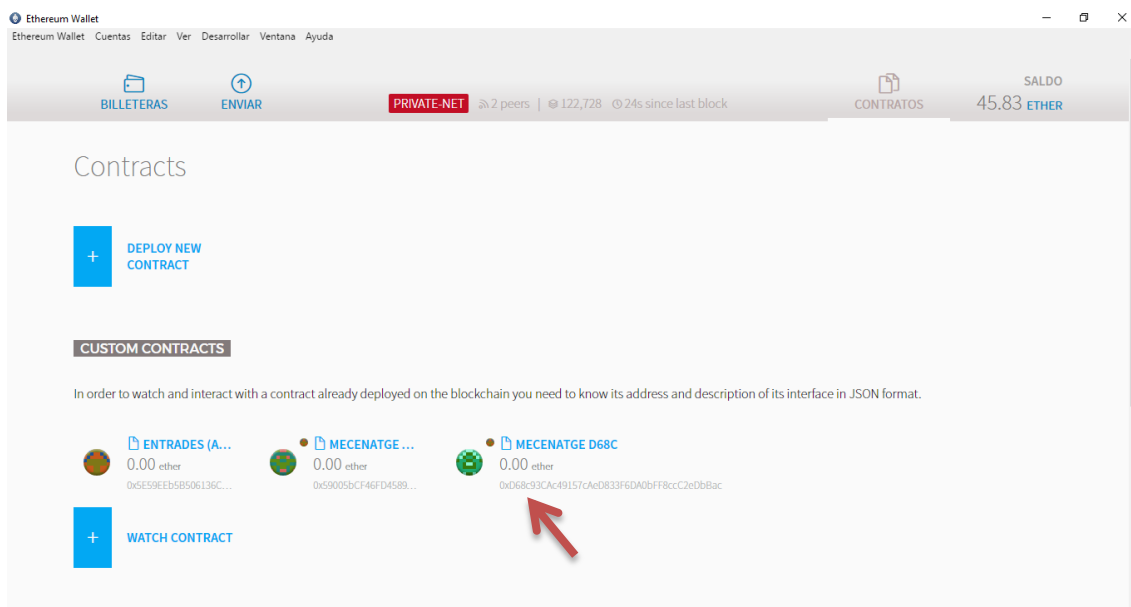 Ethereum Wallet
Ethereum Wallet Cuentas Editar Ver Desarrollar Ventana Ayuda
BILLETERAS
ENVIAR
PRIVATE-NET 2 peers | 122,728 24s since last block
CONTRATOS
SALDO
45.83 ETHER
Contracts
+
DEPLOY NEW
CONTRACT
CUSTOM CONTRACTS
In order to watch and interact with a contract already deployed on the blockchain you need to know its address and description of its interface in JSON format.
ENTRADES (A...
0.00 ether
0x5E59EEb5B506136C...
MECENATGE ...
0.00 ether
0x59005bCF46FD4589...
MECENATGE D68C
0.00 ether
0xD68c93CAc49157cAeD833F6DA0bFF8ccC2eDbBac
+
WATCH CONTRACT